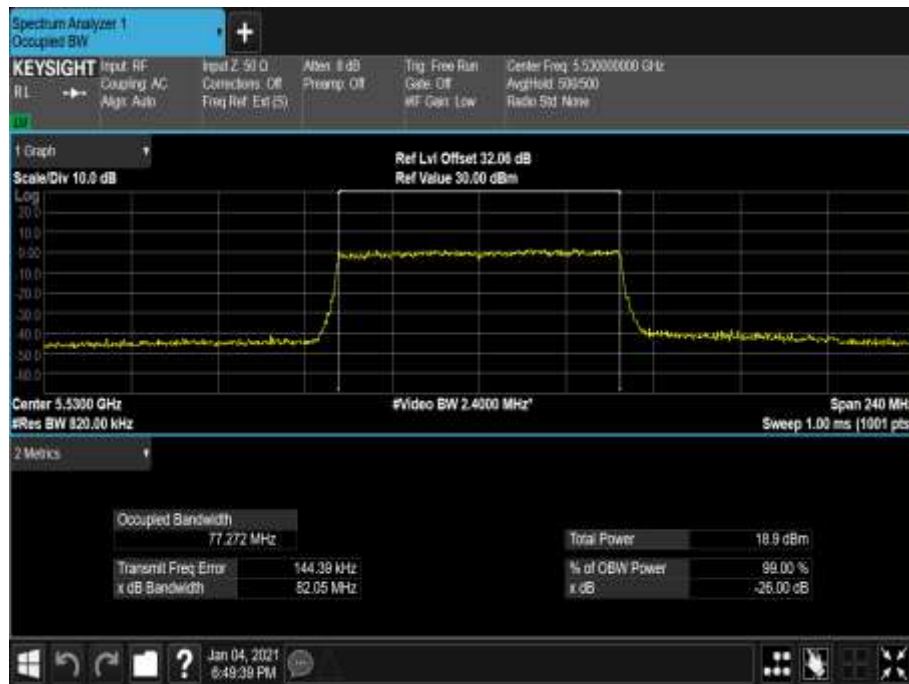 Spectrum Analyzer 1
Occupied BW
+
KEYSIGHT Input: RF Input Z: 50 Ω Atten: 8 dB Trig: Free Run Center Freq: 5.530000000 GHz
RL Coupling: AC Corrections: Off Preamp: Off Gate: Off Avg|Hold: 500/500
Align: Auto Freq Ref: Ext (S) #IF Gain: Low Radio Std: None
1 Graph
Ref Lvl Offset 32.06 dB
Scale/Div 10.0 dB Ref Value 30.00 dBm
Log
20.0
10.0
0.00
-10.0
-20.0
-30.0
-40.0
-50.0
-60.0
Center 5.5300 GHz #Video BW 2.4000 MHz* Span 240 MH
#Res BW 820.00 kHz Sweep 1.00 ms (1001 pts
2 Metrics
Occupied Bandwidth
77.272 MHz Total Power 18.9 dBm
Transmit Freq Error 144.39 kHz % of OBW Power 99.00 %
x dB Bandwidth 82.05 MHz x dB -26.00 dB
? Jan 04, 2021
6:49:39 PM